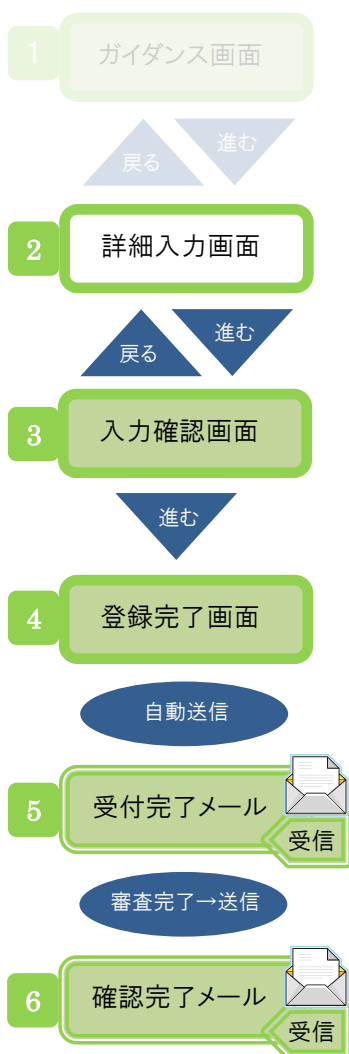 1 ガイダンス画面
戻る 進む
2 詳細入力画面
戻る 進む
3 入力確認画面
進む
4 登録完了画面
自動送信
5 受付完了メール
受信
審査完了→送信
6 確認完了メール
受信